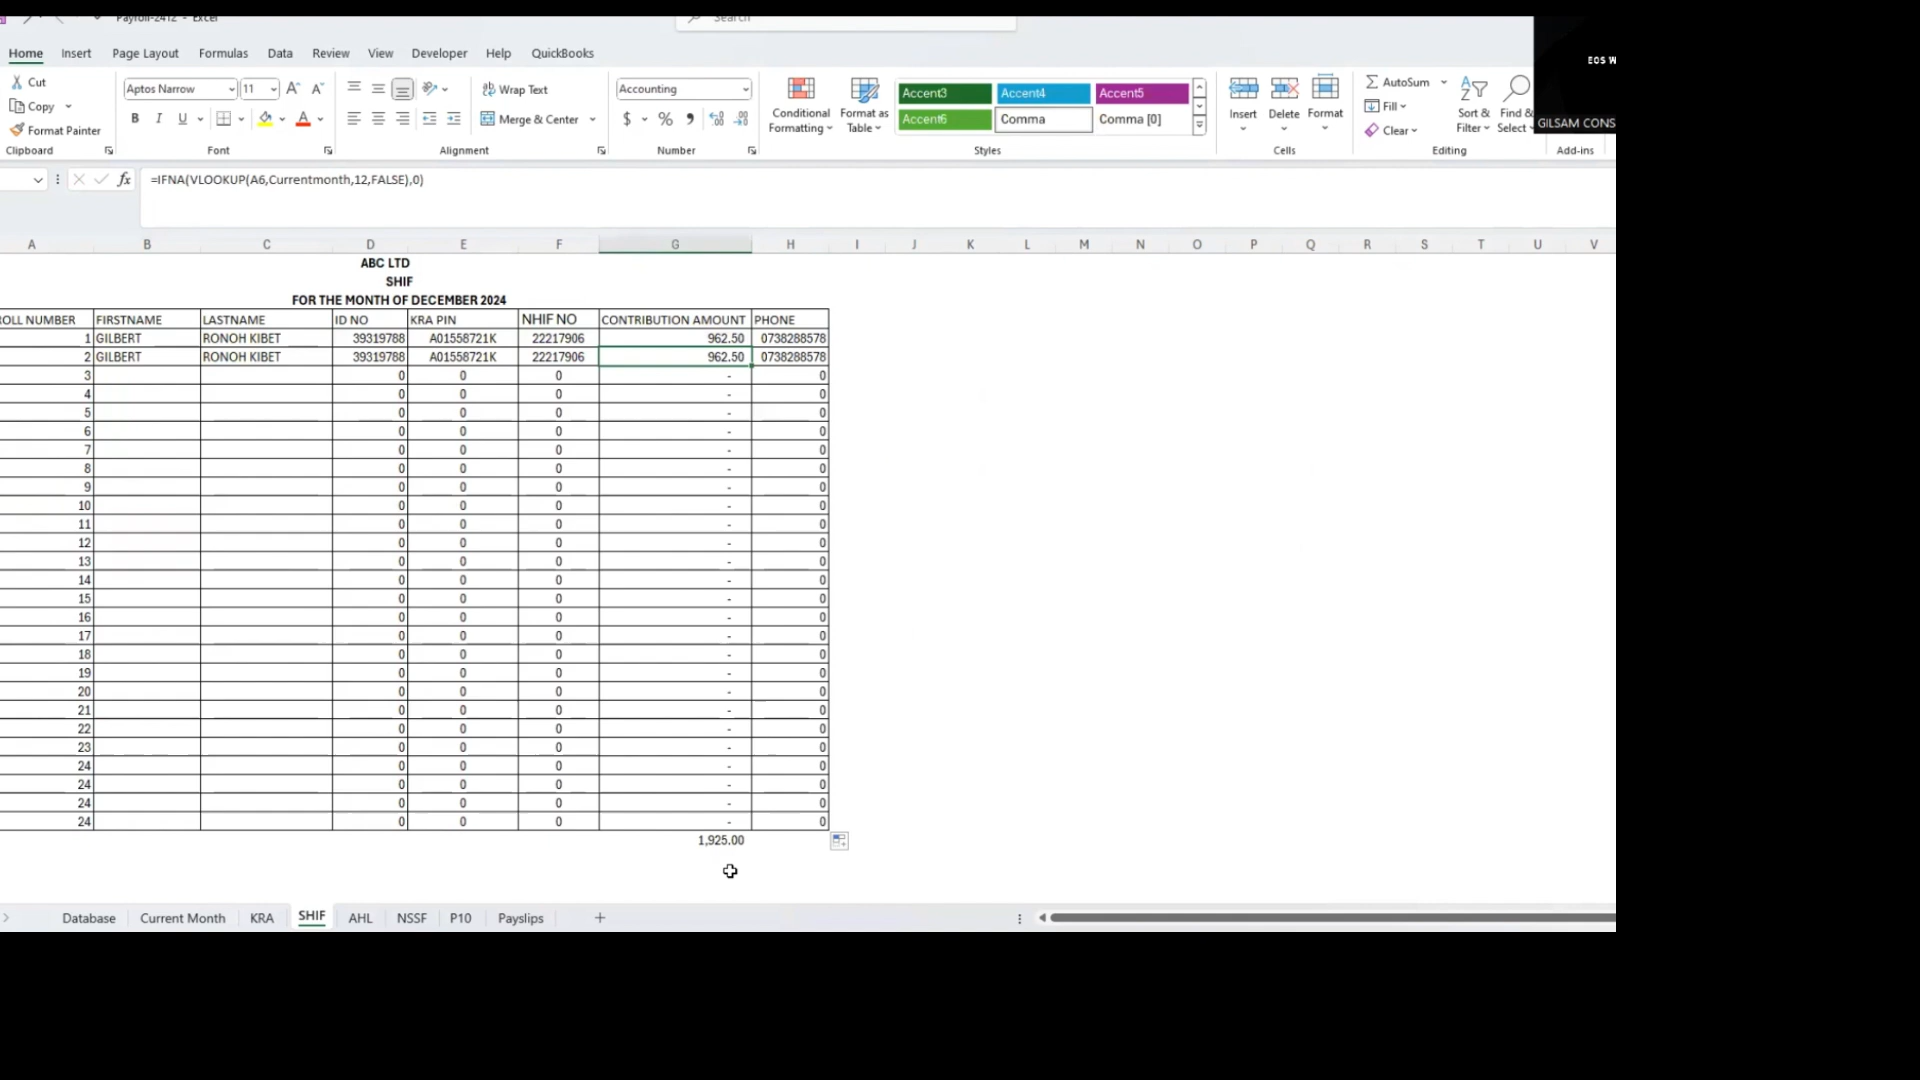 Payroll-2412 - Excel
Search
Home Insert Page Layout Formulas Data Review View Developer Help QuickBooks
EOS W
Cut
Copy
Format Painter
Aptos Narrow 11
B I U
Wrap Text
Merge & Center
Accounting
$ % ,
Conditional Formatting
Format as Table
Accent3 Accent4 Accent5
Accent6 Comma Comma [0]
Insert Delete Format
AutoSum
Fill
Clear
Sort & Filter
Find & Select
GILSAM CONS
Clipboard Font Alignment Number Styles Cells Editing Add-ins
fx =IFNA(VLOOKUP(A6,Currentmonth,12,FALSE),0)
A B C D E F G H I J K L M N O P Q R S T U V
ABC LTD
SHIF
FOR THE MONTH OF DECEMBER 2024
OLL NUMBER FIRSTNAME LASTNAME ID NO KRA PIN NHIF NO CONTRIBUTION AMOUNT PHONE
1 GILBERT RONOH KIBET 39319788 A01558721K 22217906 962.50 0738288578
2 GILBERT RONOH KIBET 39319788 A01558721K 22217906 962.50 0738288578
3 0 0 0 - 0
4 0 0 0 - 0
5 0 0 0 - 0
6 0 0 0 - 0
7 0 0 0 - 0
8 0 0 0 - 0
9 0 0 0 - 0
10 0 0 0 - 0
11 0 0 0 - 0
12 0 0 0 - 0
13 0 0 0 - 0
14 0 0 0 - 0
15 0 0 0 - 0
16 0 0 0 - 0
17 0 0 0 - 0
18 0 0 0 - 0
19 0 0 0 - 0
20 0 0 0 - 0
21 0 0 0 - 0
22 0 0 0 - 0
23 0 0 0 - 0
24 0 0 0 - 0
24 0 0 0 - 0
24 0 0 0 - 0
24 0 0 0 - 0
1,925.00
Database Current Month KRA SHIF AHL NSSF P10 Payslips +